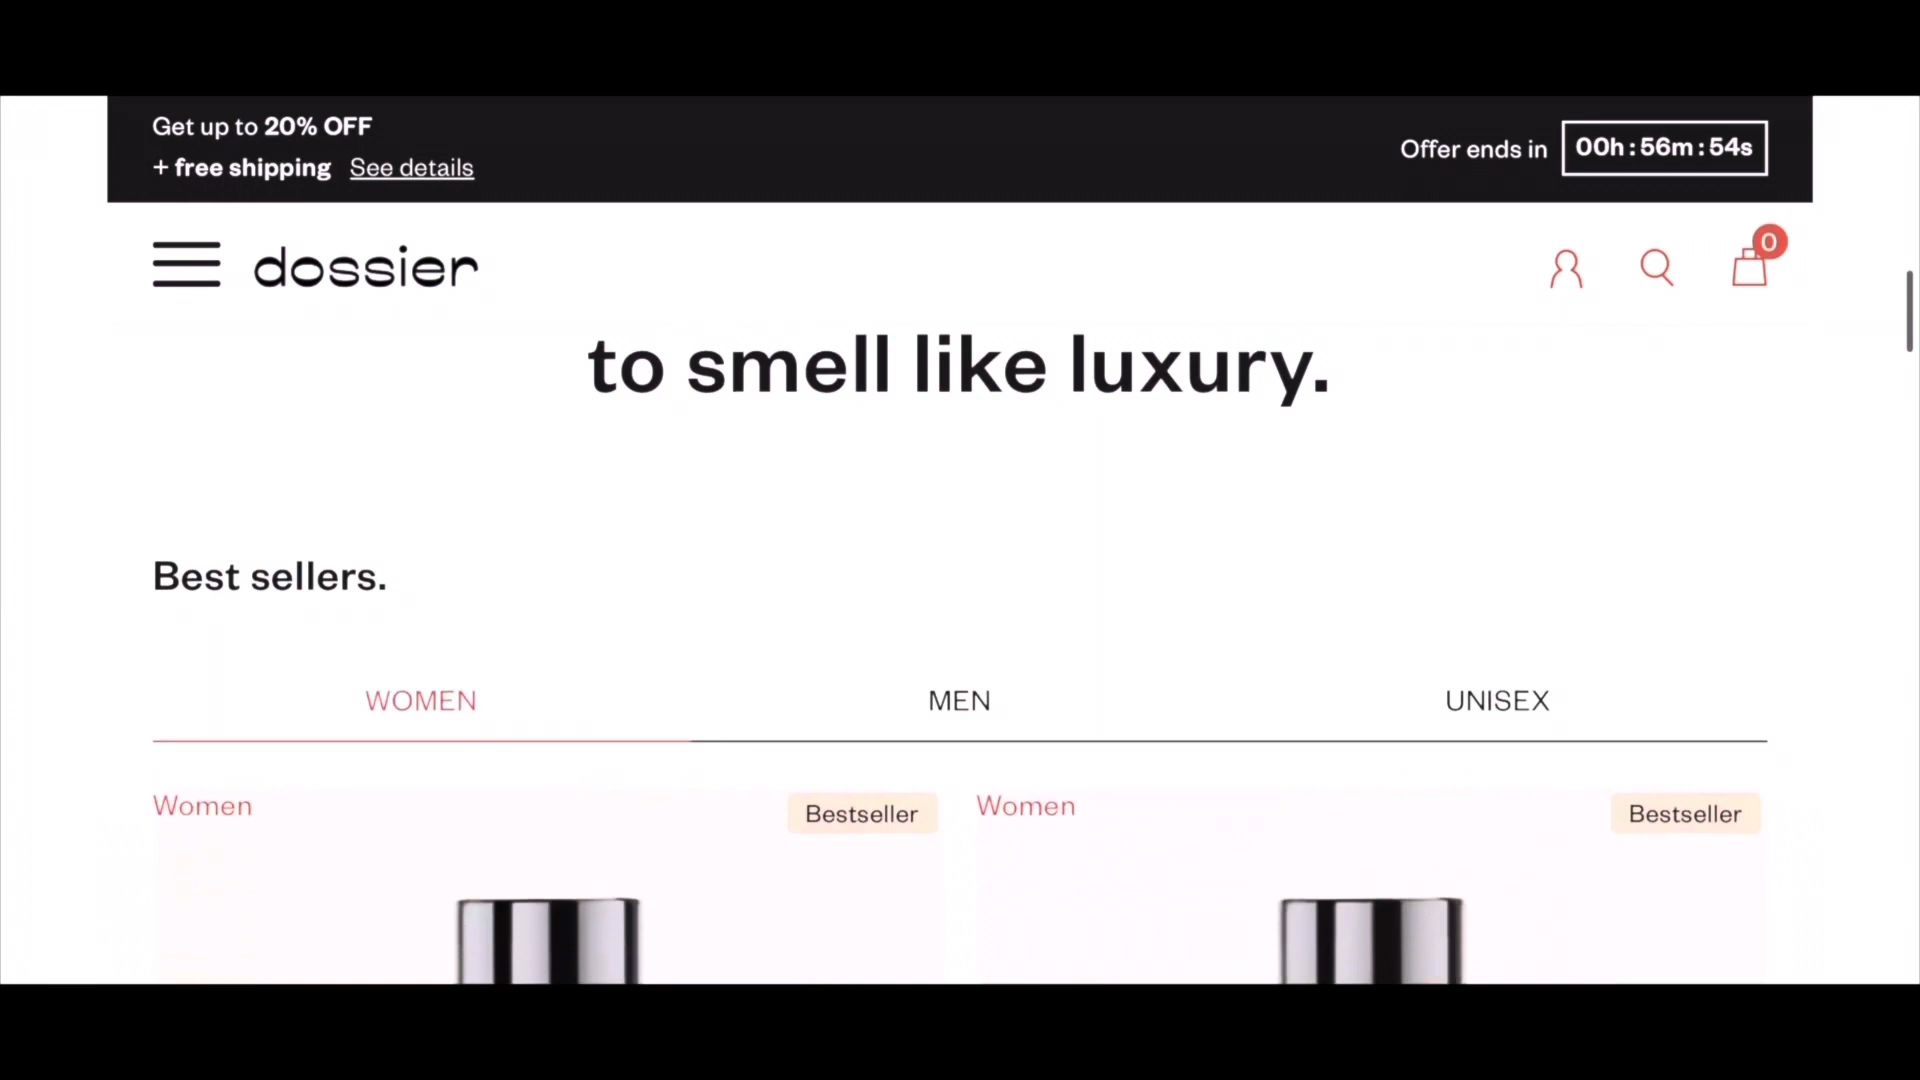 Get up to 20% OFF
+ free shipping See details
Offer ends in 00h:56m:54s
dossier
0
to smell like luxury.
Best sellers.
WOMEN MEN UNISEX
Women Bestseller Women Bestseller